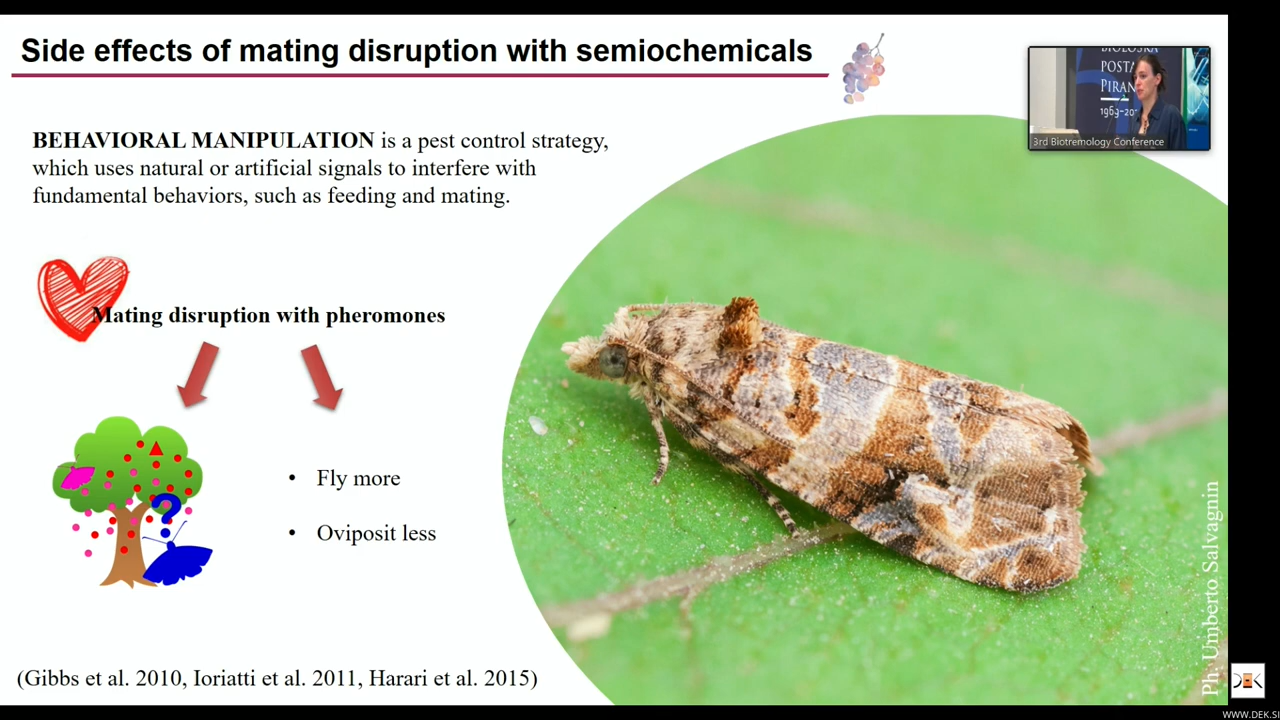 Side effects of mating disruption with semiochemicals
BIOLOŠKA
POSTA
PIRAN
3rd Biotremology Conference
BEHAVIORAL MANIPULATION is a pest control strategy,
which uses natural or artificial signals to interfere with
fundamental behaviors, such as feeding and mating.
Mating disruption with pheromones
?
• Fly more
• Oviposit less
(Gibbs et al. 2010, Ioriatti et al. 2011, Harari et al. 2015)
Ph. Umberto Salvagnin
WWW.DEK.SI